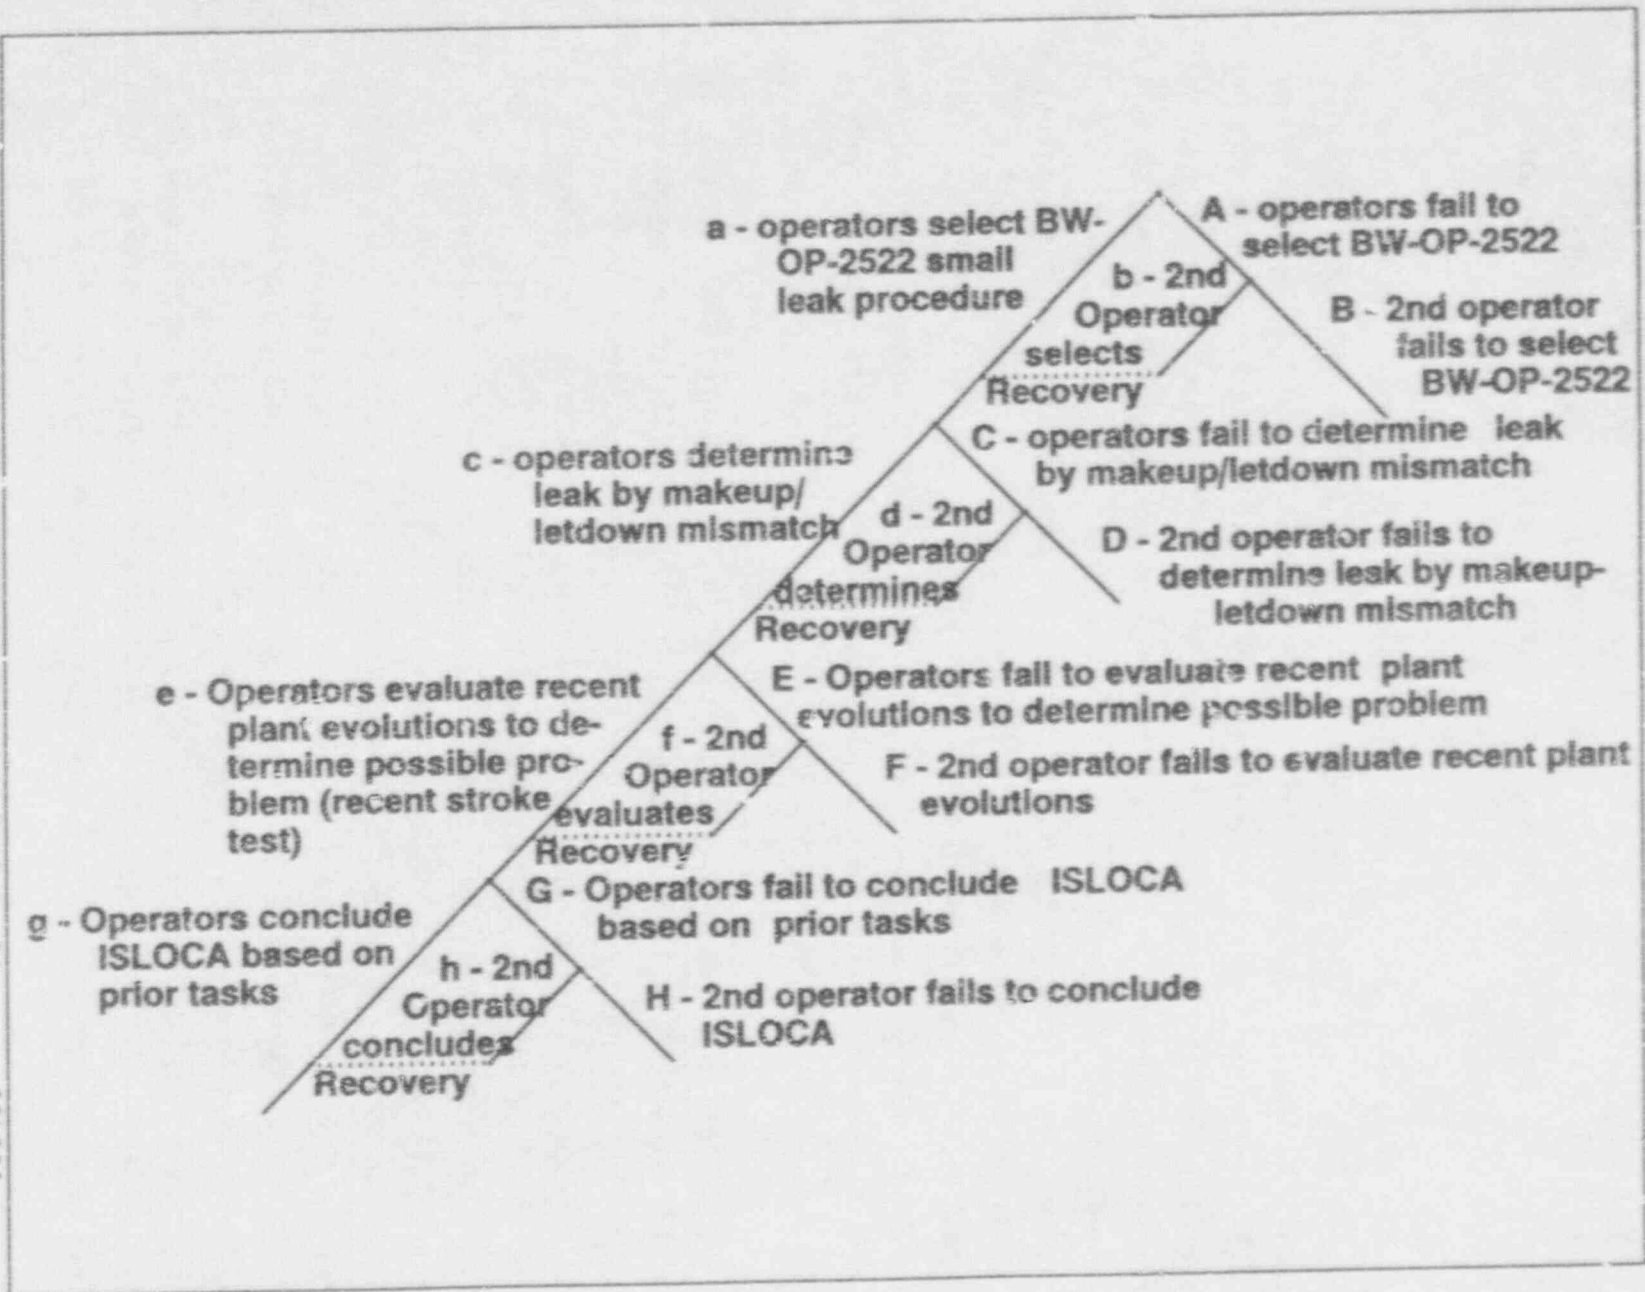 a - operators select BW-
OP-2522 small
leak procedure
A - operators fail to
select BW-OP-2522
b - 2nd
Operator
selects
Recovery
B - 2nd operator
fails to select
BW-OP-2522
c - operators determine
leak by makeup/
letdown mismatch
C - operators fail to determine leak
by makeup/letdown mismatch
d - 2nd
Operator
determines
Recovery
D - 2nd operator fails to
determine leak by makeup-
letdown mismatch
e - Operators evaluate recent
plant evolutions to de-
termine possible pro-
blem (recent stroke
test)
E - Operators fail to evaluate recent plant
evolutions to determine possible problem
f - 2nd
Operator
evaluates
Recovery
F - 2nd operator fails to evaluate recent plant
evolutions
g - Operators conclude
ISLOCA based on
prior tasks
G - Operators fail to conclude ISLOCA
based on prior tasks
h - 2nd
Operator
concludes
Recovery
H - 2nd operator fails to conclude
ISLOCA